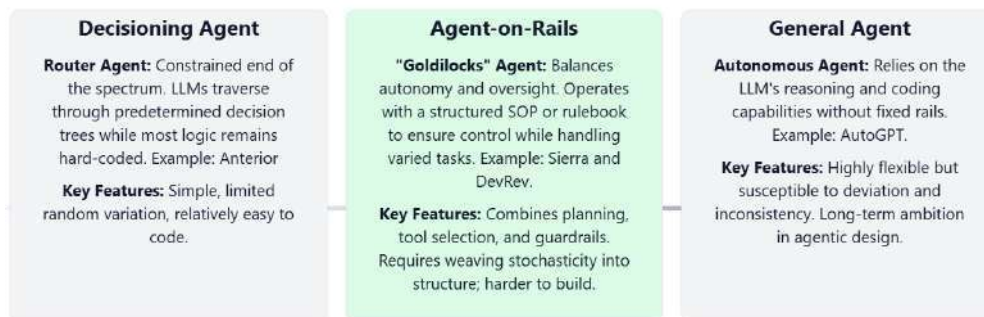 Decisioning Agent
Router Agent: Constrained end of
the spectrum. LLMs traverse
through predetermined decision
trees while most logic remains
hard-coded. Example: Anterior
Key Features: Simple, limited
random variation, relatively easy to
code.
Agent-on-Rails
"Goldilocks" Agent: Balances
autonomy and oversight. Operates
with a structured SOP or rulebook
to ensure control while handling
varied tasks. Example: Sierra and
DevRev.
Key Features: Combines planning,
tool selection, and guardrails.
Requires weaving stochasticity into
structure; harder to build.
General Agent
Autonomous Agent: Relies on the
LLM's reasoning and coding
capabilities without fixed rails.
Example: AutoGPT.
Key Features: Highly flexible but
susceptible to deviation and
inconsistency. Long-term ambition
in agentic design.